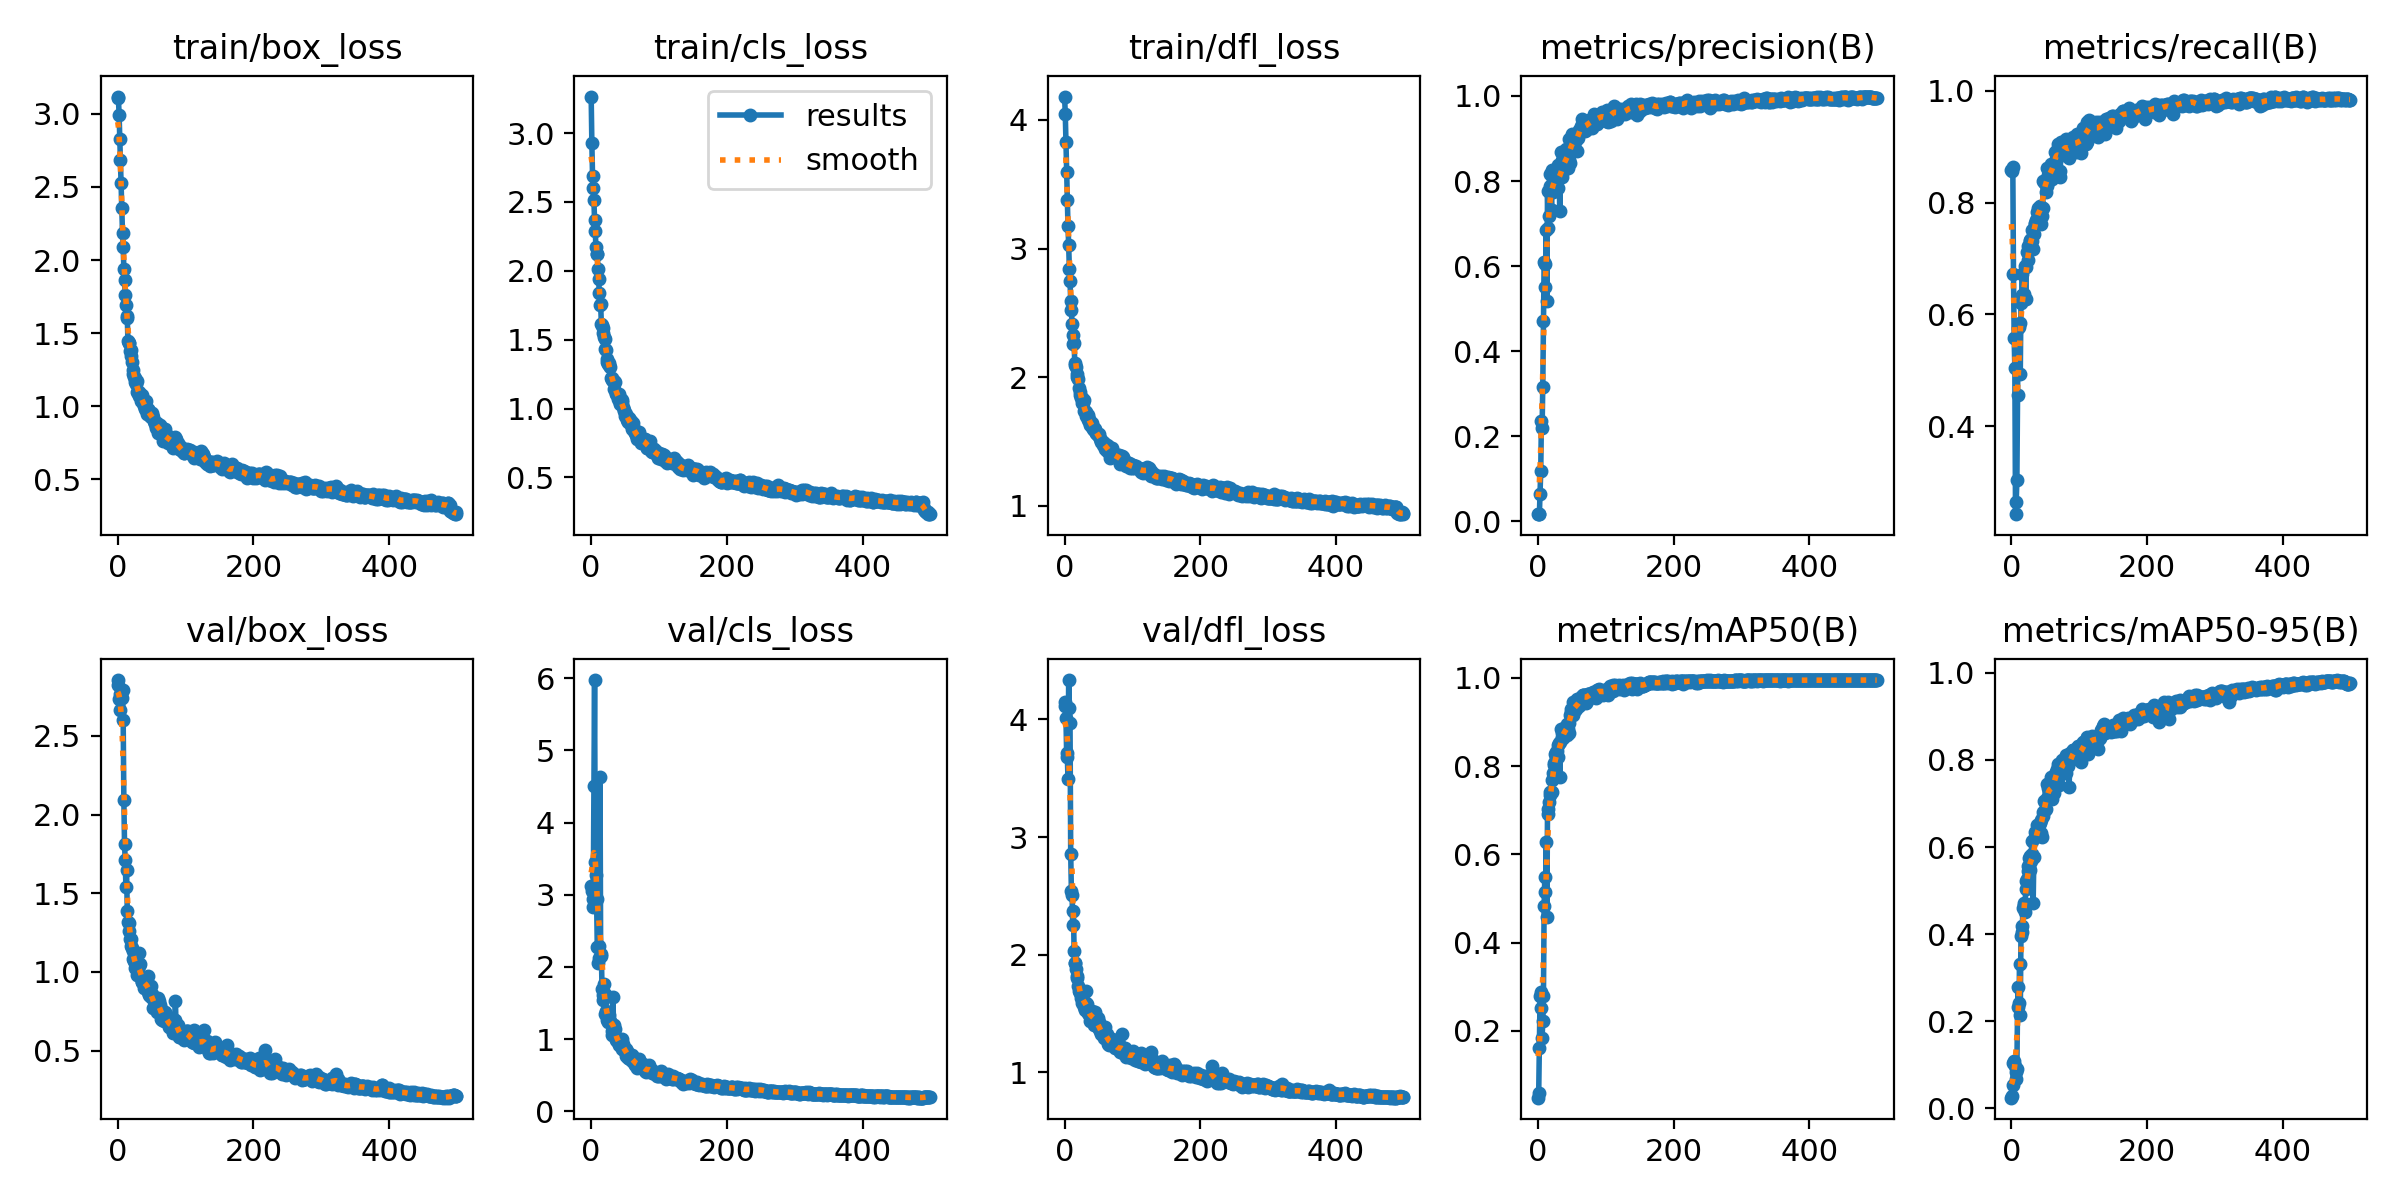 train/box_loss
3.0
2.5
2.0
1.5
1.0
0.5
0 200 400
train/cls_loss
results
smooth
3.0
2.5
2.0
1.5
1.0
0.5
0 200 400
train/dfl_loss
4
3
2
1
0 200 400
metrics/precision(B)
1.0
0.8
0.6
0.4
0.2
0.0
0 200 400
metrics/recall(B)
1.0
0.8
0.6
0.4
0 200 400
val/box_loss
2.5
2.0
1.5
1.0
0.5
0 200 400
val/cls_loss
6
5
4
3
2
1
0
0 200 400
val/dfl_loss
4
3
2
1
0 200 400
metrics/mAP50(B)
1.0
0.8
0.6
0.4
0.2
0 200 400
metrics/mAP50-95(B)
1.0
0.8
0.6
0.4
0.2
0.0
0 200 400